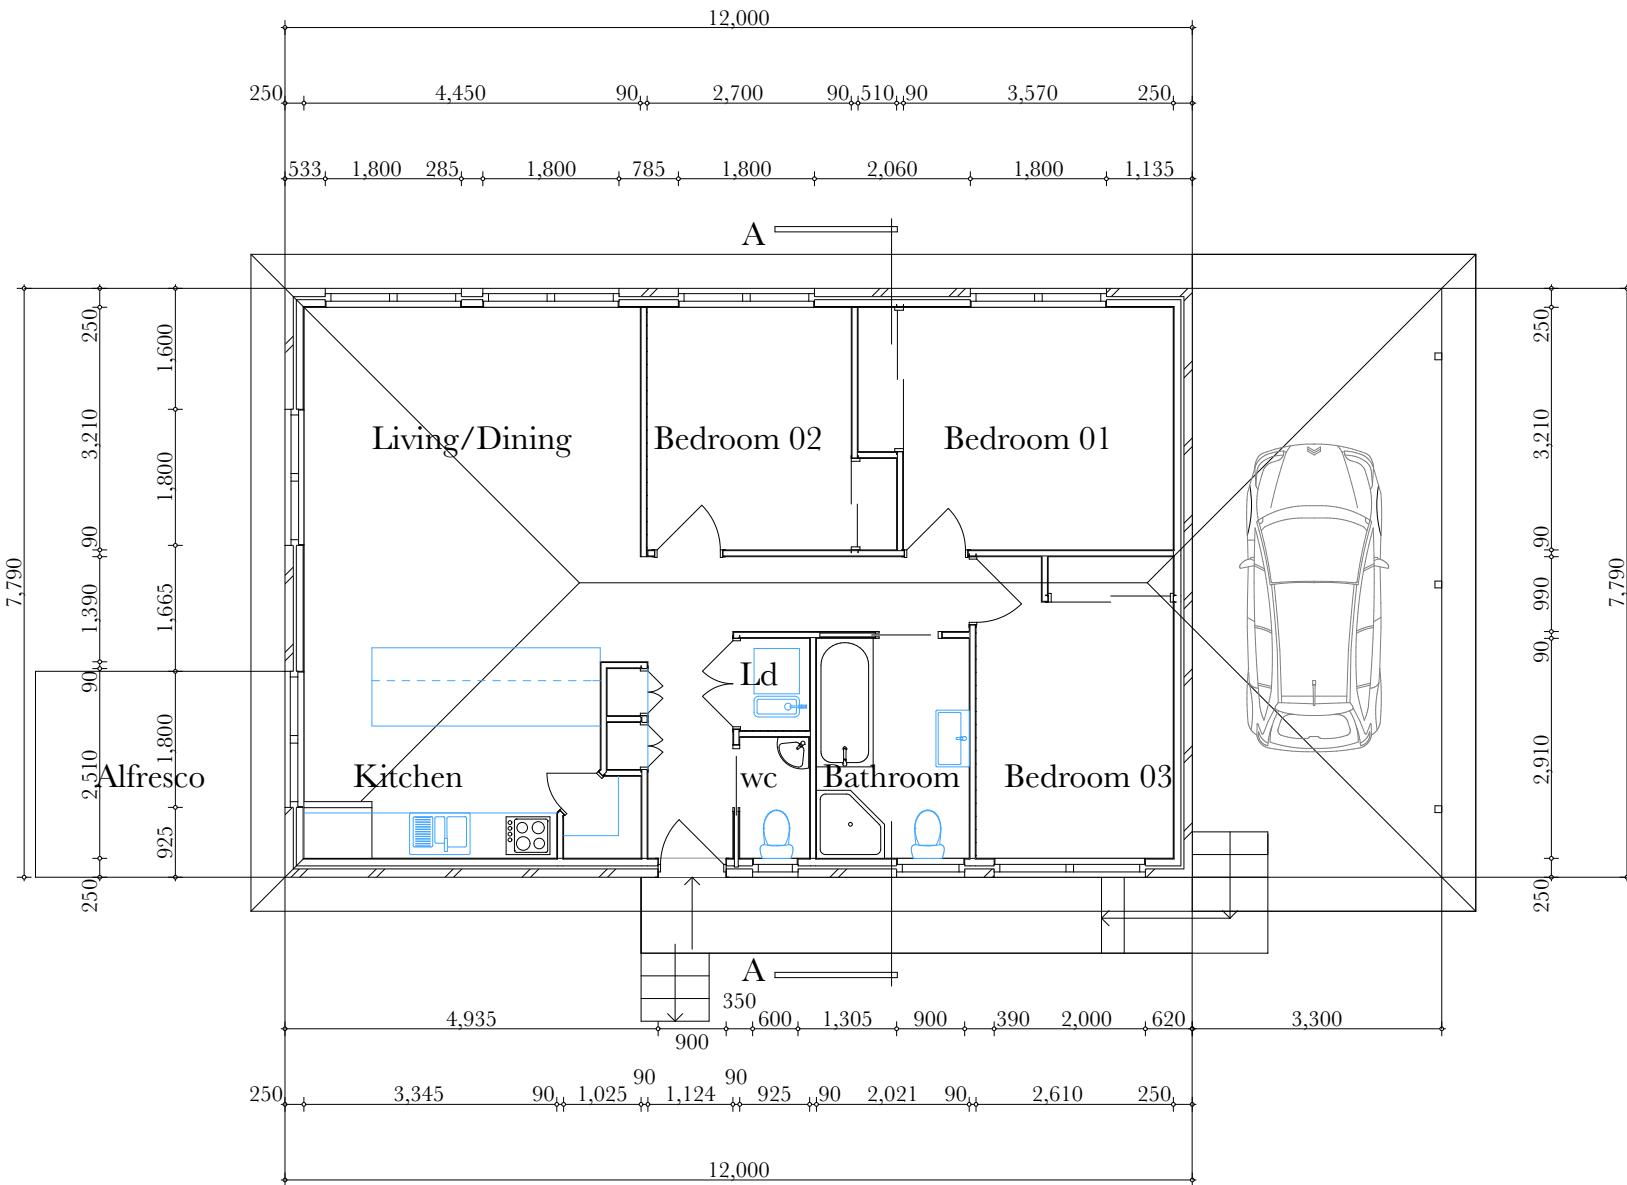 12,000
250 4,450 90 2,700 90 510 90 3,570 250
533 1,800 285 1,800 785 1,800 2,060 1,800 1,135
A
7,790
250 3,210 90 1,390 90 2,510 250
1,600 1,800 1,665 1,800 925
Living/Dining Bedroom 02 Bedroom 01
Ld
Alfresco Kitchen wc Bathroom Bedroom 03
250 3,210 90 990 90 2,910 250
7,790
A
350
4,935 600 1,305 900 390 2,000 620 3,300
900
90 90
250 3,345 90 1,025 1,124 925 90 2,021 90 2,610 250
12,000